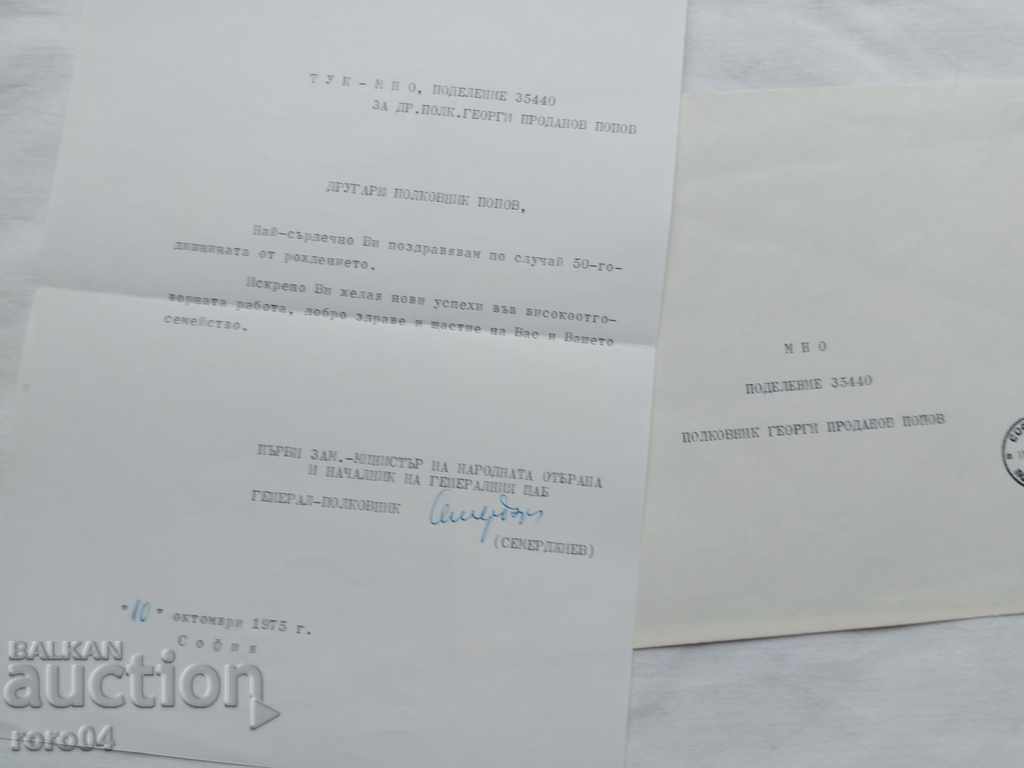 Т У К - М Н О, ПОДЕЛЕНИЕ 35440
ЗА ДР.ПОЛК.ГЕОРГИ ПРОДАНОВ ПОПОВ
ДРУГАРИ ПОЛКОВНИК ПОПОВ,
Най-сърдечно Ви поздравявам по случай 50-го-
дишнината от рождението.
Искрено Ви желая нови успехи във високоотго-
ворната работа, добро здраве и щастие на Вас и Вашето
семейство.
ПЪРВИ ЗАМ.-МИНИСТЪР НА НАРОДНАТА ОТБРАНА
И НАЧАЛНИК НА ГЕНЕРАЛНИЯ ЩАБ
ГЕНЕРАЛ-ПОЛКОВНИК
(СЕМЕРДЖИЕВ)
"10" октомври 1975 г.
София
М Н О
ПОДЕЛЕНИЕ 35440
ПОЛКОВНИК ГЕОРГИ ПРОДАНОВ ПОПОВ
BALKAN
auction
roro04